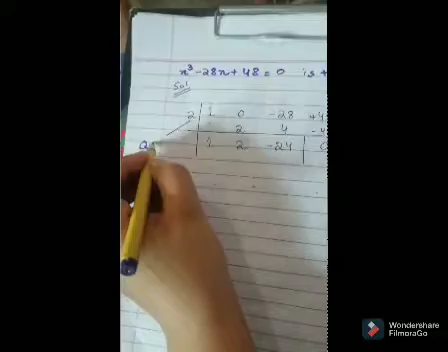 x³ - 28x + 48 = 0 is
Sol
2 | 1 0 -28 +4
2 4 -4
1 2 -24 0
Q
Wondershare
FilmoraGo